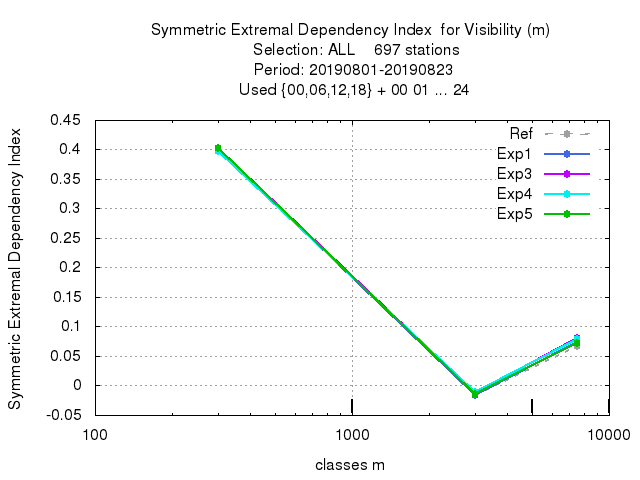 Symmetric Extremal Dependency Index for Visibility (m)
Selection: ALL 697 stations
Period: 20190801-20190823
Used {00,06,12,18} + 00 01 ... 24
Symmetric Extremal Dependency Index
0.45
0.4
0.35
0.3
0.25
0.2
0.15
0.1
0.05
0
-0.05
Ref
Exp1
Exp3
Exp4
Exp5
100
1000
10000
classes m